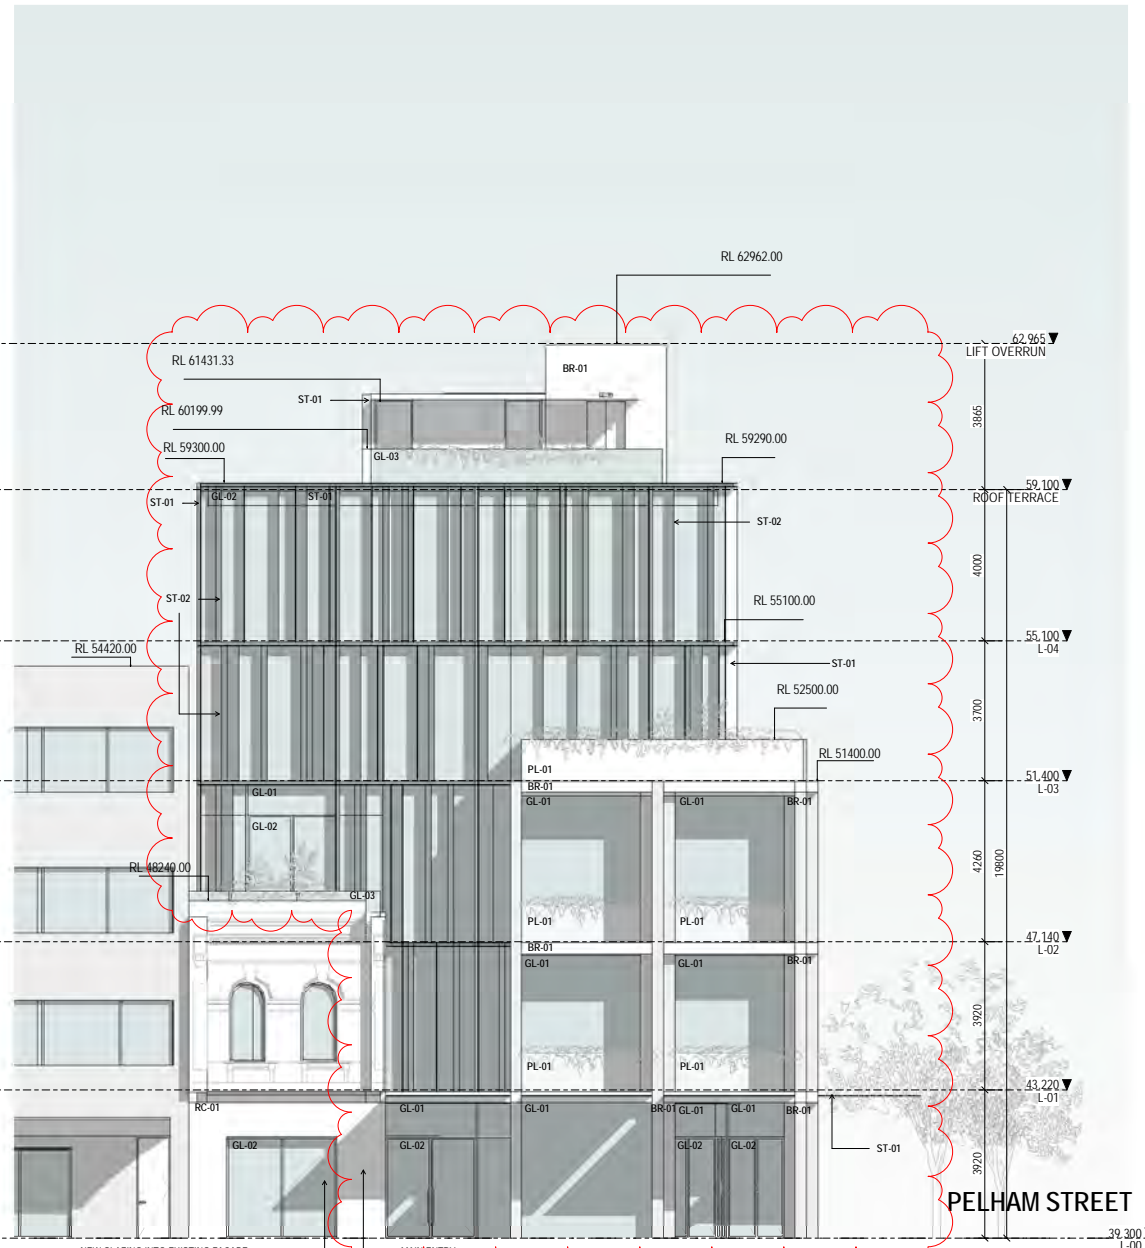 RL 62962.00
62,965
LIFT OVERRUN
RL 61431.33
BR-01
ST-01
3865
RL 60199.99
RL 59300.00
RL 59290.00
GL-03
59,100
ROOF TERRACE
ST-01
GL-02
ST-01
ST-02
4000
ST-02
RL 55100.00
55,100
L-04
RL 54420.00
ST-01
RL 52500.00
3700
RL 51400.00
PL-01
51,400
L-03
BR-01
GL-01
GL-01
GL-01
BR-01
GL-02
4260
19800
RL 48240.00
GL-03
PL-01
PL-01
47,140
L-02
BR-01
GL-01
GL-01
BR-01
3920
PL-01
PL-01
43,220
L-01
RC-01
GL-01
GL-01
BR-01
GL-01
GL-01
BR-01
GL-02
GL-02
GL-02
GL-02
ST-01
3920
PELHAM STREET
39,300
L-00